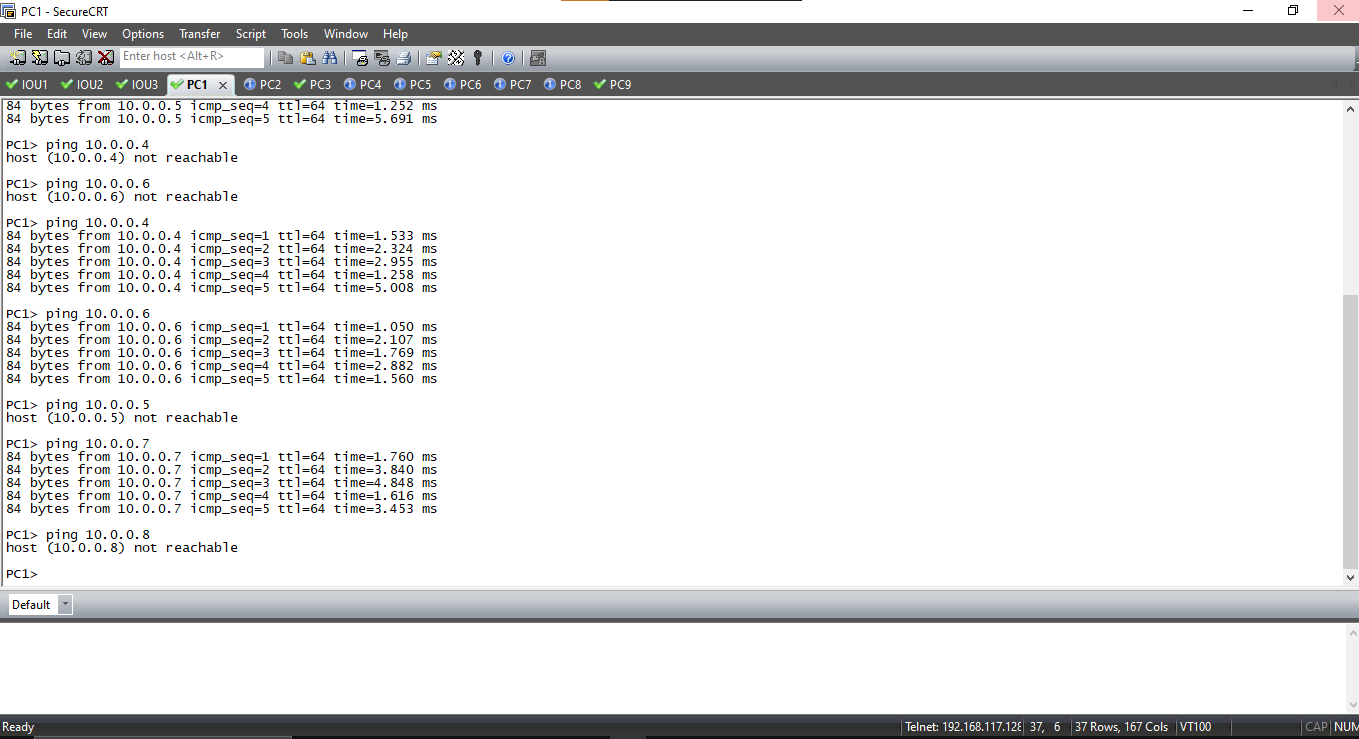 PC1 - SecureCRT
File Edit View Options Transfer Script Tools Window Help
Enter host <Alt+R>
IOU1 IOU2 IOU3 PC1 PC2 PC3 PC4 PC5 PC6 PC7 PC8 PC9
84 bytes from 10.0.0.5 icmp_seq=4 ttl=64 time=1.252 ms
84 bytes from 10.0.0.5 icmp_seq=5 ttl=64 time=5.691 ms
PC1> ping 10.0.0.4
host (10.0.0.4) not reachable
PC1> ping 10.0.0.6
host (10.0.0.6) not reachable
PC1> ping 10.0.0.4
84 bytes from 10.0.0.4 icmp_seq=1 ttl=64 time=1.533 ms
84 bytes from 10.0.0.4 icmp_seq=2 ttl=64 time=2.324 ms
84 bytes from 10.0.0.4 icmp_seq=3 ttl=64 time=2.955 ms
84 bytes from 10.0.0.4 icmp_seq=4 ttl=64 time=1.258 ms
84 bytes from 10.0.0.4 icmp_seq=5 ttl=64 time=5.008 ms
PC1> ping 10.0.0.6
84 bytes from 10.0.0.6 icmp_seq=1 ttl=64 time=1.050 ms
84 bytes from 10.0.0.6 icmp_seq=2 ttl=64 time=2.107 ms
84 bytes from 10.0.0.6 icmp_seq=3 ttl=64 time=1.769 ms
84 bytes from 10.0.0.6 icmp_seq=4 ttl=64 time=2.882 ms
84 bytes from 10.0.0.6 icmp_seq=5 ttl=64 time=1.560 ms
PC1> ping 10.0.0.5
host (10.0.0.5) not reachable
PC1> ping 10.0.0.7
84 bytes from 10.0.0.7 icmp_seq=1 ttl=64 time=1.760 ms
84 bytes from 10.0.0.7 icmp_seq=2 ttl=64 time=3.840 ms
84 bytes from 10.0.0.7 icmp_seq=3 ttl=64 time=4.848 ms
84 bytes from 10.0.0.7 icmp_seq=4 ttl=64 time=1.616 ms
84 bytes from 10.0.0.7 icmp_seq=5 ttl=64 time=3.453 ms
PC1> ping 10.0.0.8
host (10.0.0.8) not reachable
PC1>
Default
Ready Telnet: 192.168.117.128 37, 6 37 Rows, 167 Cols VT100 CAP NUM